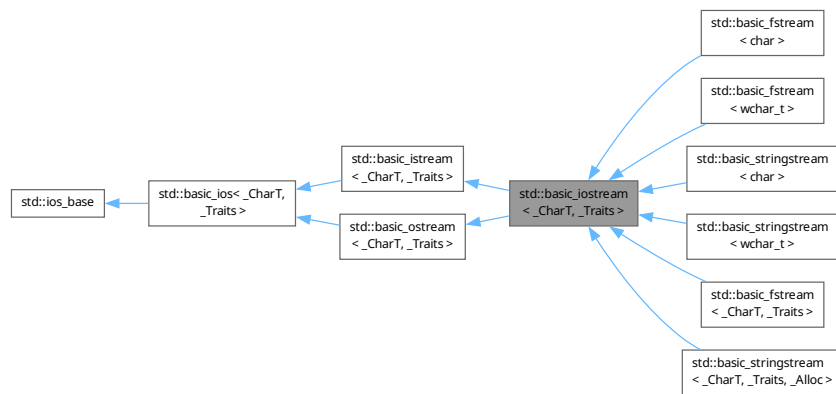 std::ios_base
std::basic_ios< _CharT,
_Traits >
std::basic_istream
< _CharT, _Traits >
std::basic_ostream
< _CharT, _Traits >
std::basic_iostream
< _CharT, _Traits >
std::basic_fstream
< char >
std::basic_fstream
< wchar_t >
std::basic_stringstream
< char >
std::basic_stringstream
< wchar_t >
std::basic_fstream
< _CharT, _Traits >
std::basic_stringstream
< _CharT, _Traits, _Alloc >